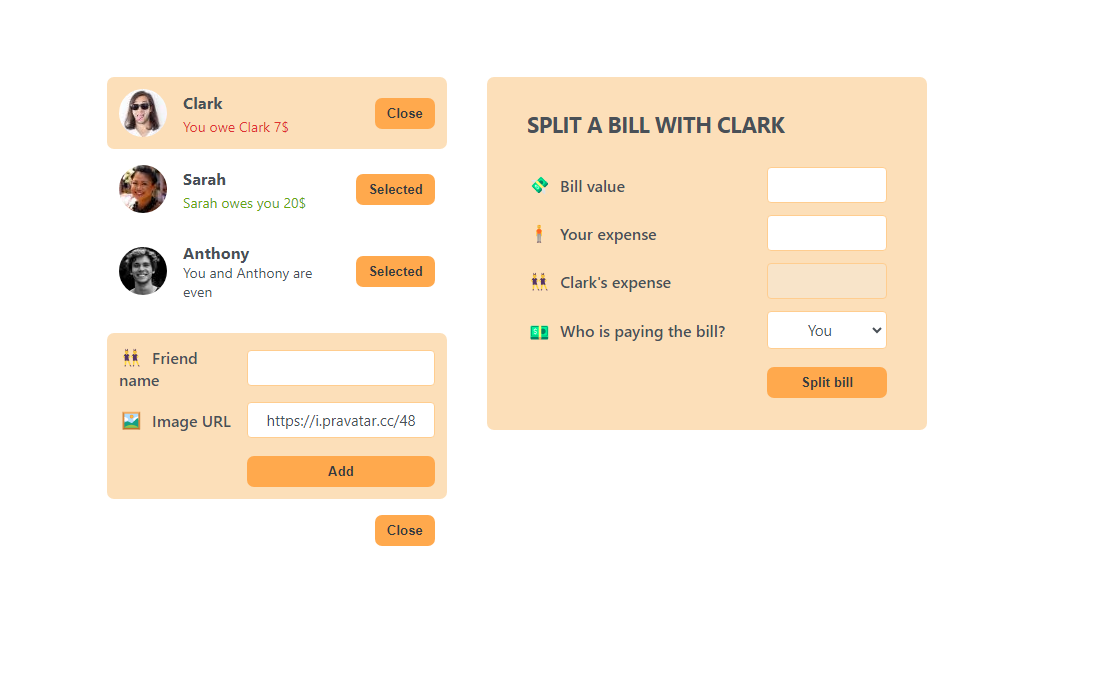 Clark
You owe Clark 7$
Close
Sarah
Sarah owes you 20$
Selected
Anthony
You and Anthony are
even
Selected
Friend
name
Image URL
https://i.pravatar.cc/48
Add
Close
SPLIT A BILL WITH CLARK
Bill value
Your expense
Clark's expense
Who is paying the bill?
You
Split bill